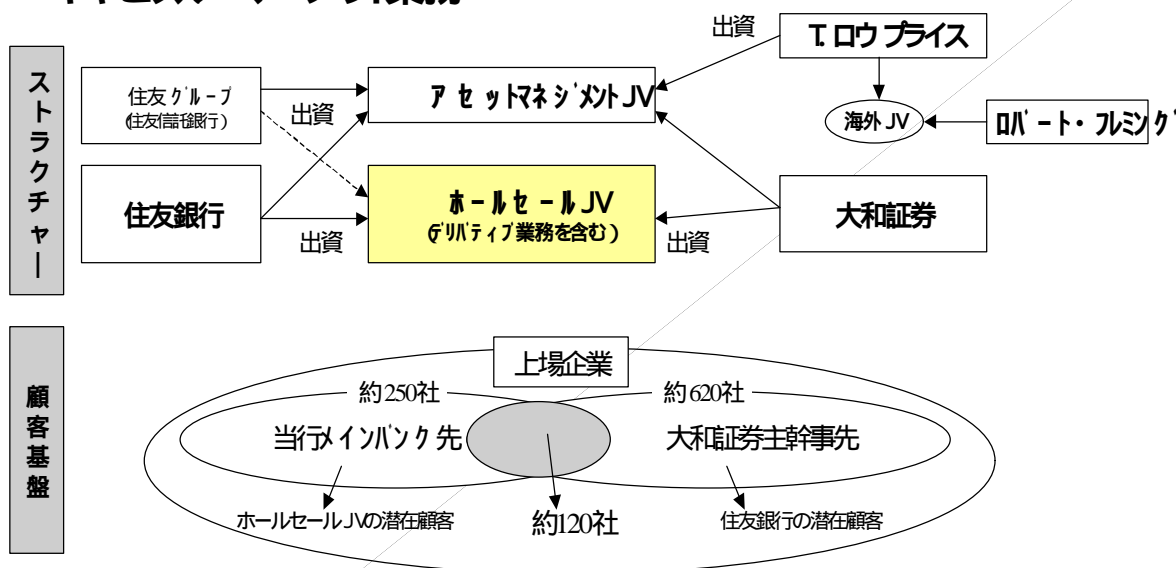 出資
T.ロウ プライス
ストラクチャー
住友グループ
(住友信託銀行)
出資
アセットマネジメントJV
海外JV
ロバート・フレミング
住友銀行
出資
ホールセールJV
(デリバティブ業務を含む)
出資
大和証券
顧客基盤
上場企業
約250社
約620社
当行メインバンク先
大和証券主幹事先
ホールセールJVの潜在顧客
約120社
住友銀行の潜在顧客